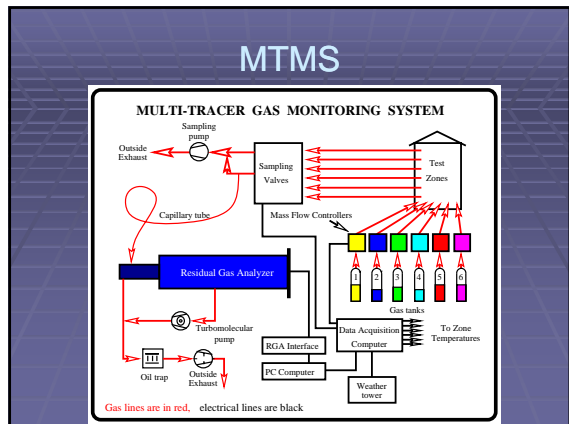 MTMS
MULTI-TRACER GAS MONITORING SYSTEM
Sampling
pump
Outside
Exhaust
Sampling
Valves
Test
Zones
Capillary tube
Mass Flow Controllers
Residual Gas Analyzer
1 2 3 4 5 6
Gas tanks
Turbomolecular
pump
Data Acquisition
Computer
To Zone
Temperatures
RGA Interface
PC Computer
Oil trap
Outside
Exhaust
Weather
tower
Gas lines are in red, electrical lines are black